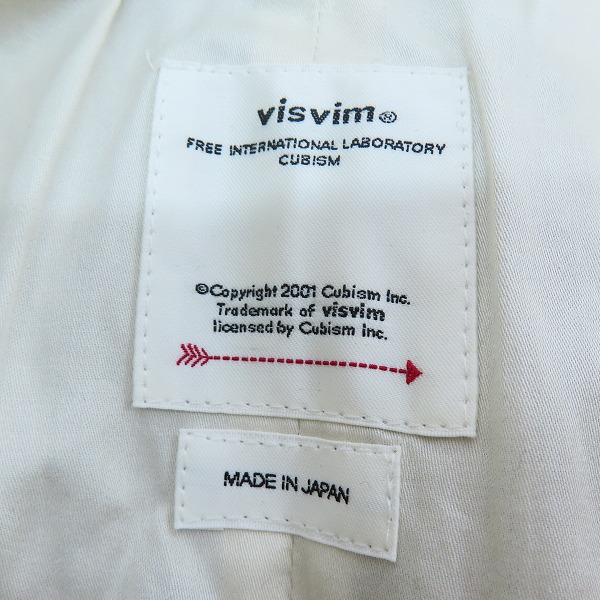 visvim®
FREE INTERNATIONAL LABORATORY
CUBISM
©Copyright 2001 Cubism Inc.
Trademark of visvim
licensed by Cubism Inc.
MADE IN JAPAN